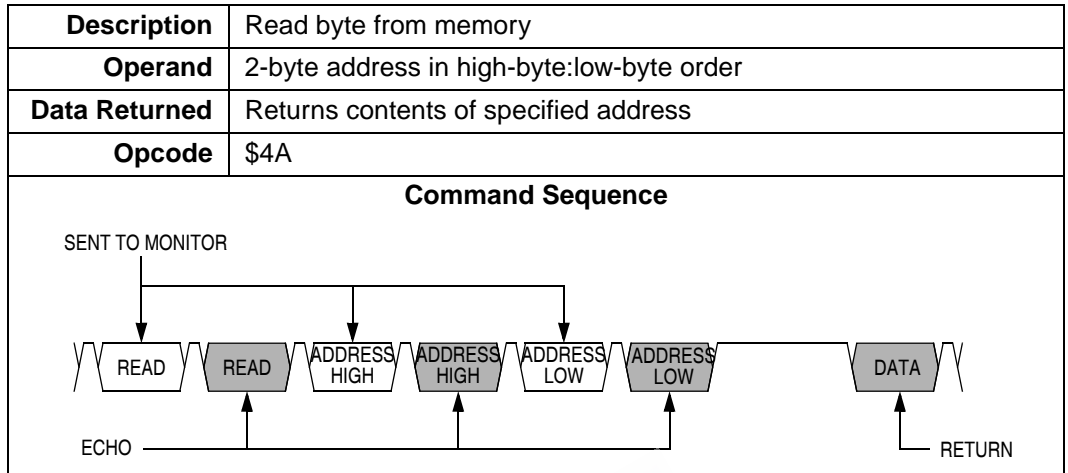 Description Read byte from memory
Operand 2-byte address in high-byte:low-byte order
Data Returned Returns contents of specified address
Opcode $4A
Command Sequence
SENT TO MONITOR
READ READ ADDRESS HIGH ADDRESS HIGH ADDRESS LOW ADDRESS LOW DATA
ECHO RETURN